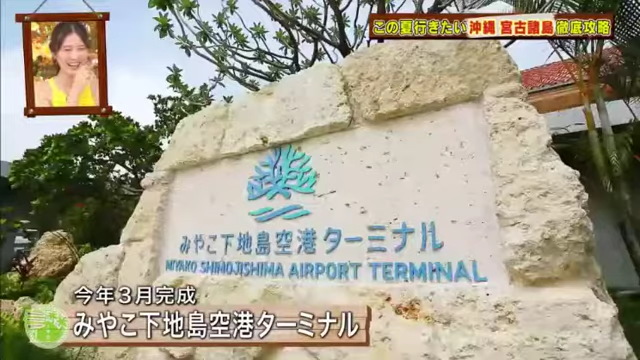 この夏行きたい 沖縄 宮古諸島 徹底攻略
みやこ下地島空港ターミナル
MIYAKO SHIMOJISHIMA AIRPORT TERMINAL
今年3月完成
みやこ下地島空港ターミナル